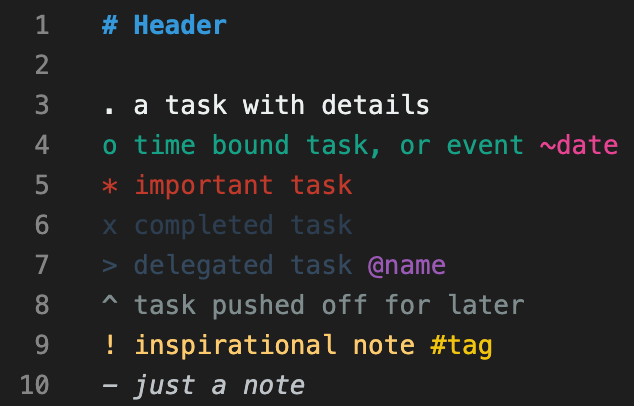 1 # Header
2
3 . a task with details
4 o time bound task, or event ~date
5 * important task
6 x completed task
7 > delegated task @name
8 ^ task pushed off for later
9 ! inspirational note #tag
10 – just a note